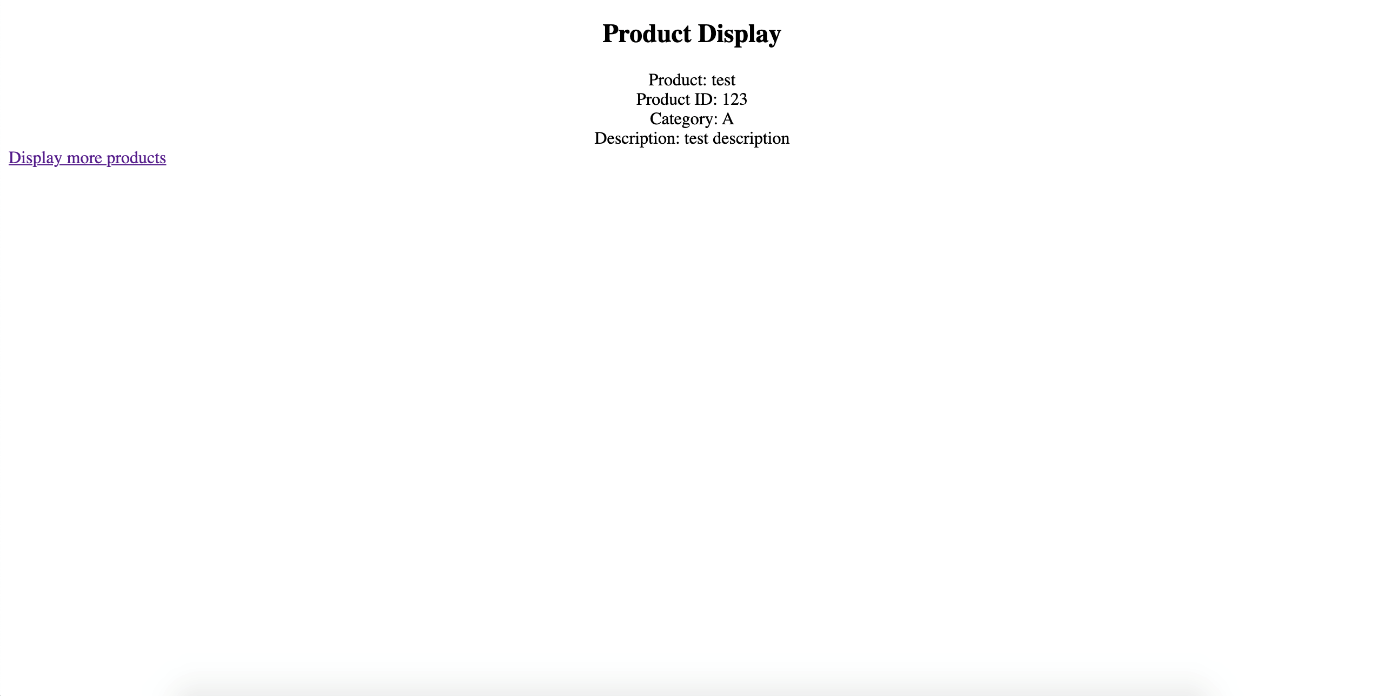 Product Display
Product: test
Product ID: 123
Category: A
Description: test description
Display more products